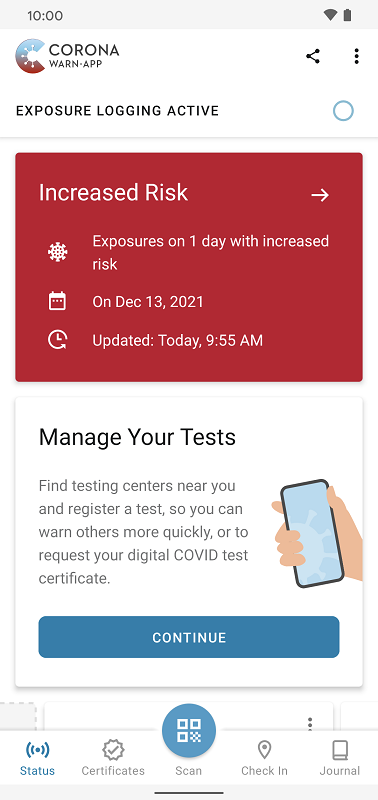 10:00
CORONA
WARN-APP
EXPOSURE LOGGING ACTIVE
Increased Risk
Exposures on 1 day with increased
risk
On Dec 13, 2021
Updated: Today, 9:55 AM
Manage Your Tests
Find testing centers near you
and register a test, so you can
warn others more quickly, or to
request your digital COVID test
certificate.
CONTINUE
Status
Certificates
Scan
Check In
Journal